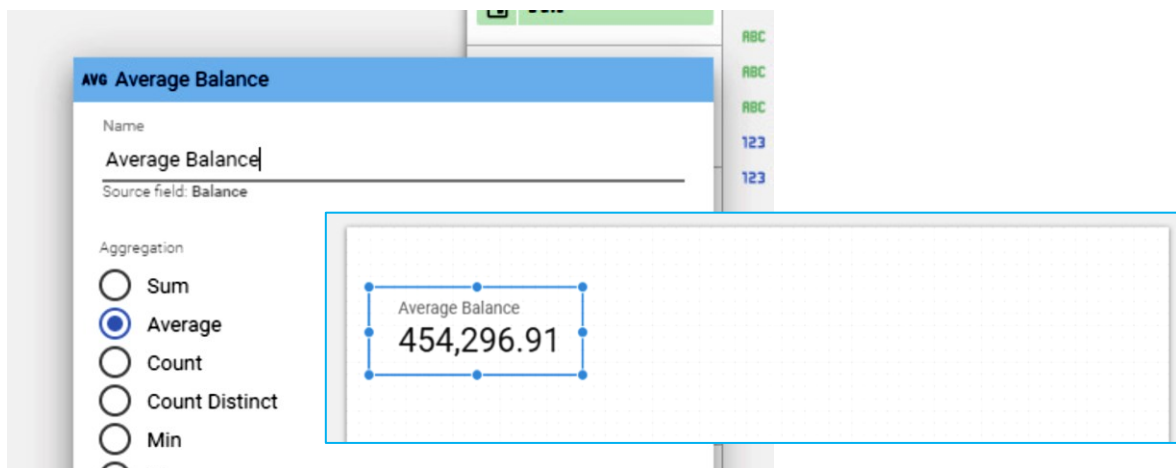 ABC
ABC
ABC
123
123
AVG Average Balance
Name
Average Balance
Source field: Balance
Aggregation
Sum
Average
Count
Count Distinct
Min
Average Balance
454,296.91